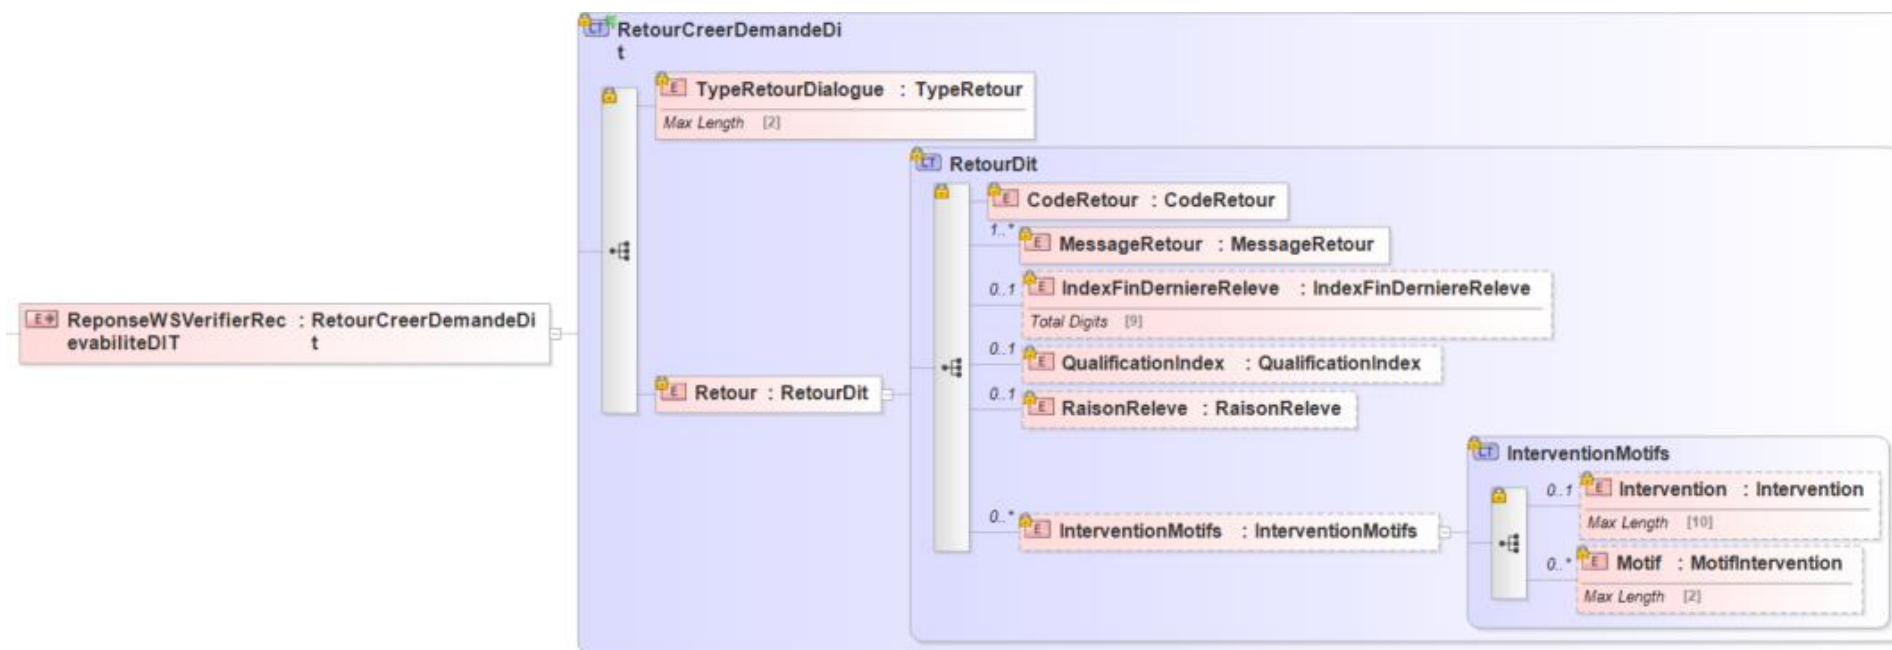 RetourCreerDemandeDi
t
TypeRetourDialogue : TypeRetour
Max Length [2]
RetourDit
CodeRetour : CodeRetour
1..*
MessageRetour : MessageRetour
0..1
IndexFinDerniereReleve : IndexFinDerniereReleve
Total Digits [9]
0..1
QualificationIndex : QualificationIndex
0..1
RaisonReleve : RaisonReleve
ReponseWSVerifierRec : RetourCreerDemandeDi
evabiliteDIT t
Retour : RetourDit
0..*
InterventionMotifs : InterventionMotifs
InterventionMotifs
0..1
Intervention : Intervention
Max Length [10]
0..*
Motif : MotifIntervention
Max Length [2]